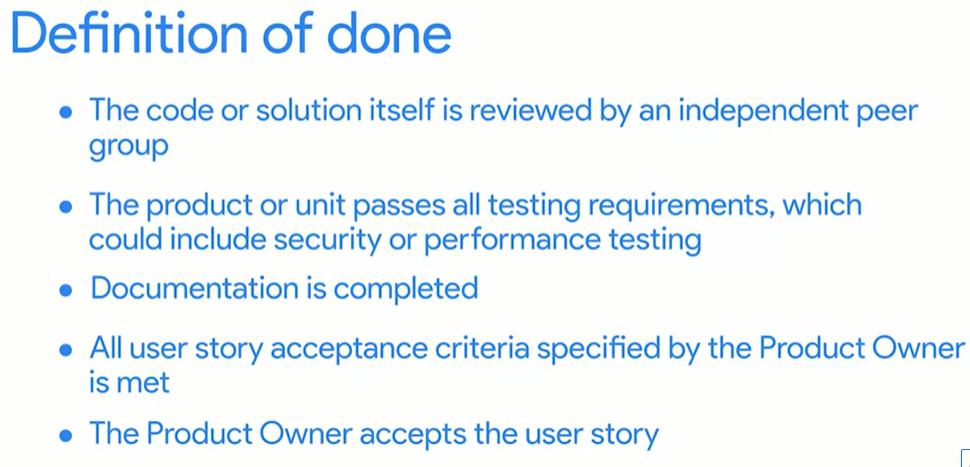 Definition of done
• The code or solution itself is reviewed by an independent peer
group
• The product or unit passes all testing requirements, which
could include security or performance testing
• Documentation is completed
• All user story acceptance criteria specified by the Product Owner
is met
• The Product Owner accepts the user story